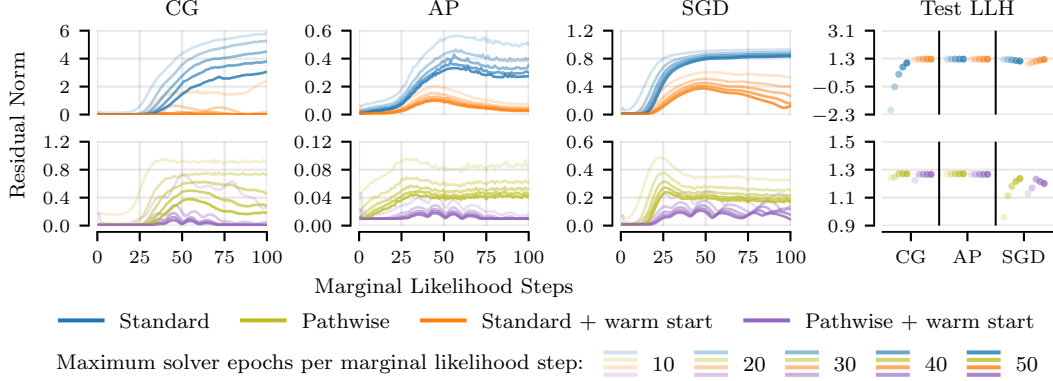 CG AP SGD Test LLH
Residual Norm
6 0.6 1.2 3.1
4 0.4 0.8 1.3
2 0.2 0.4 −0.5
0 0.0 0.0 −2.3
1.2 0.12 0.6 1.5
0.8 0.08 0.4 1.3
0.4 0.04 0.2 1.1
0.0 0.00 0.0 0.9
0 25 50 75 100 0 25 50 75 100 0 25 50 75 100 CG AP SGD
Marginal Likelihood Steps
Standard Pathwise Standard + warm start Pathwise + warm start
Maximum solver epochs per marginal likelihood step: 10 20 30 40 50